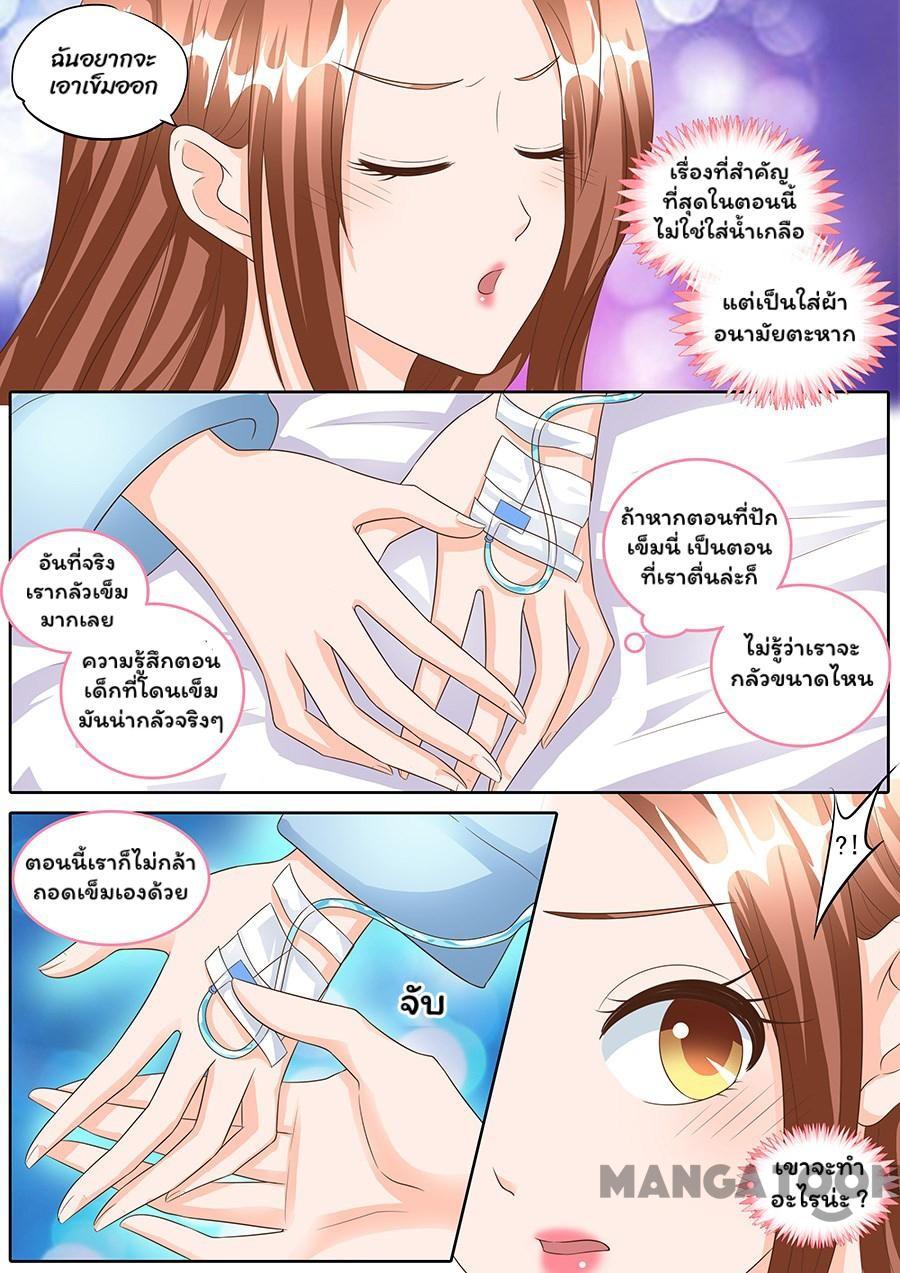 ฉันอยากจะ
เอาเข็มออก
เรื่องที่สำคัญ
ที่สุดในตอนนี้
ไม่ใช่ใส่น้ำเกลือ
แต่เป็นใส่ผ้า
อนามัยตะหาก
อันที่จริง
เรากลัวเข็ม
มากเลย
ความรู้สึกตอน
เด็กที่โดนเข็ม
มันน่ากลัวจริงๆ
ถ้าหากตอนที่ปัก
เข็มนี่ เป็นตอน
ที่เราตื่นล่ะก็
ไม่รู้ว่าเราจะ
กลัวขนาดไหน
ตอนนี้เราก็ไม่กล้า
ถอดเข็มเองด้วย
จับ
?!
เขาจะทำ
อะไรน่ะ ?
MANGATOON